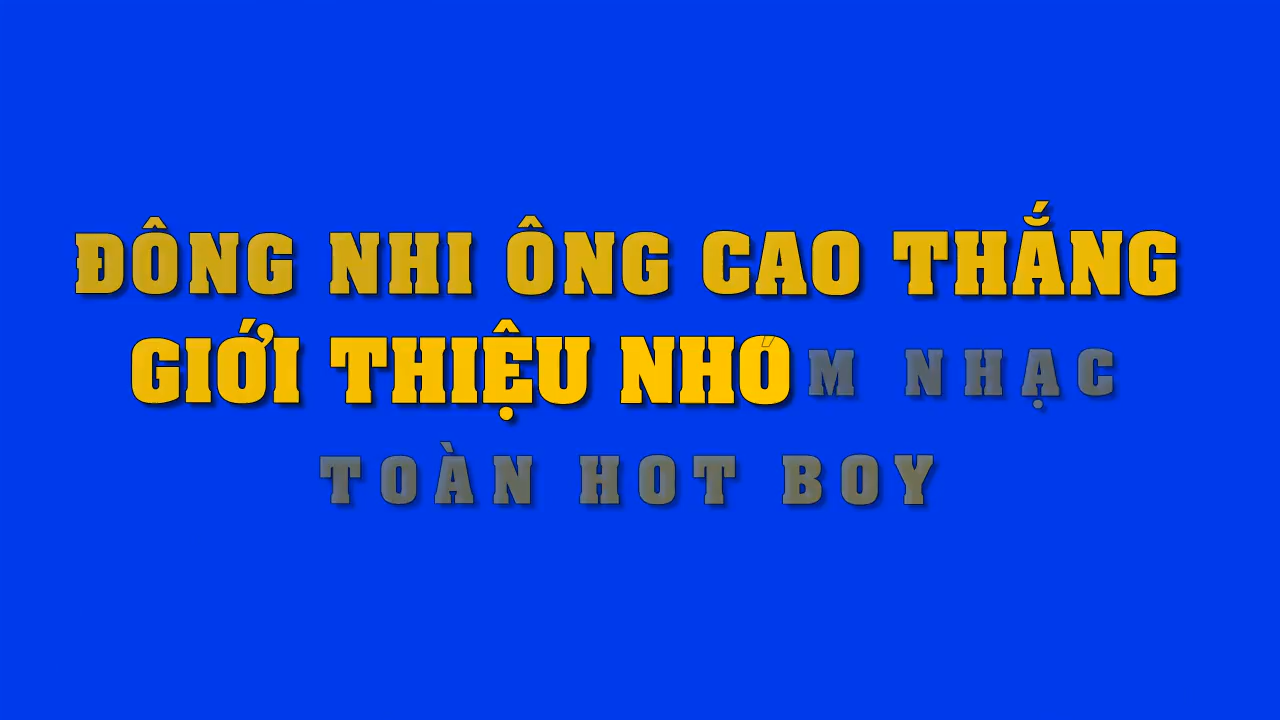 ĐÔNG NHI ÔNG CAO THẮNG
GIỚI THIỆU NHÓM NHẠC
TOÀN HOT BOY